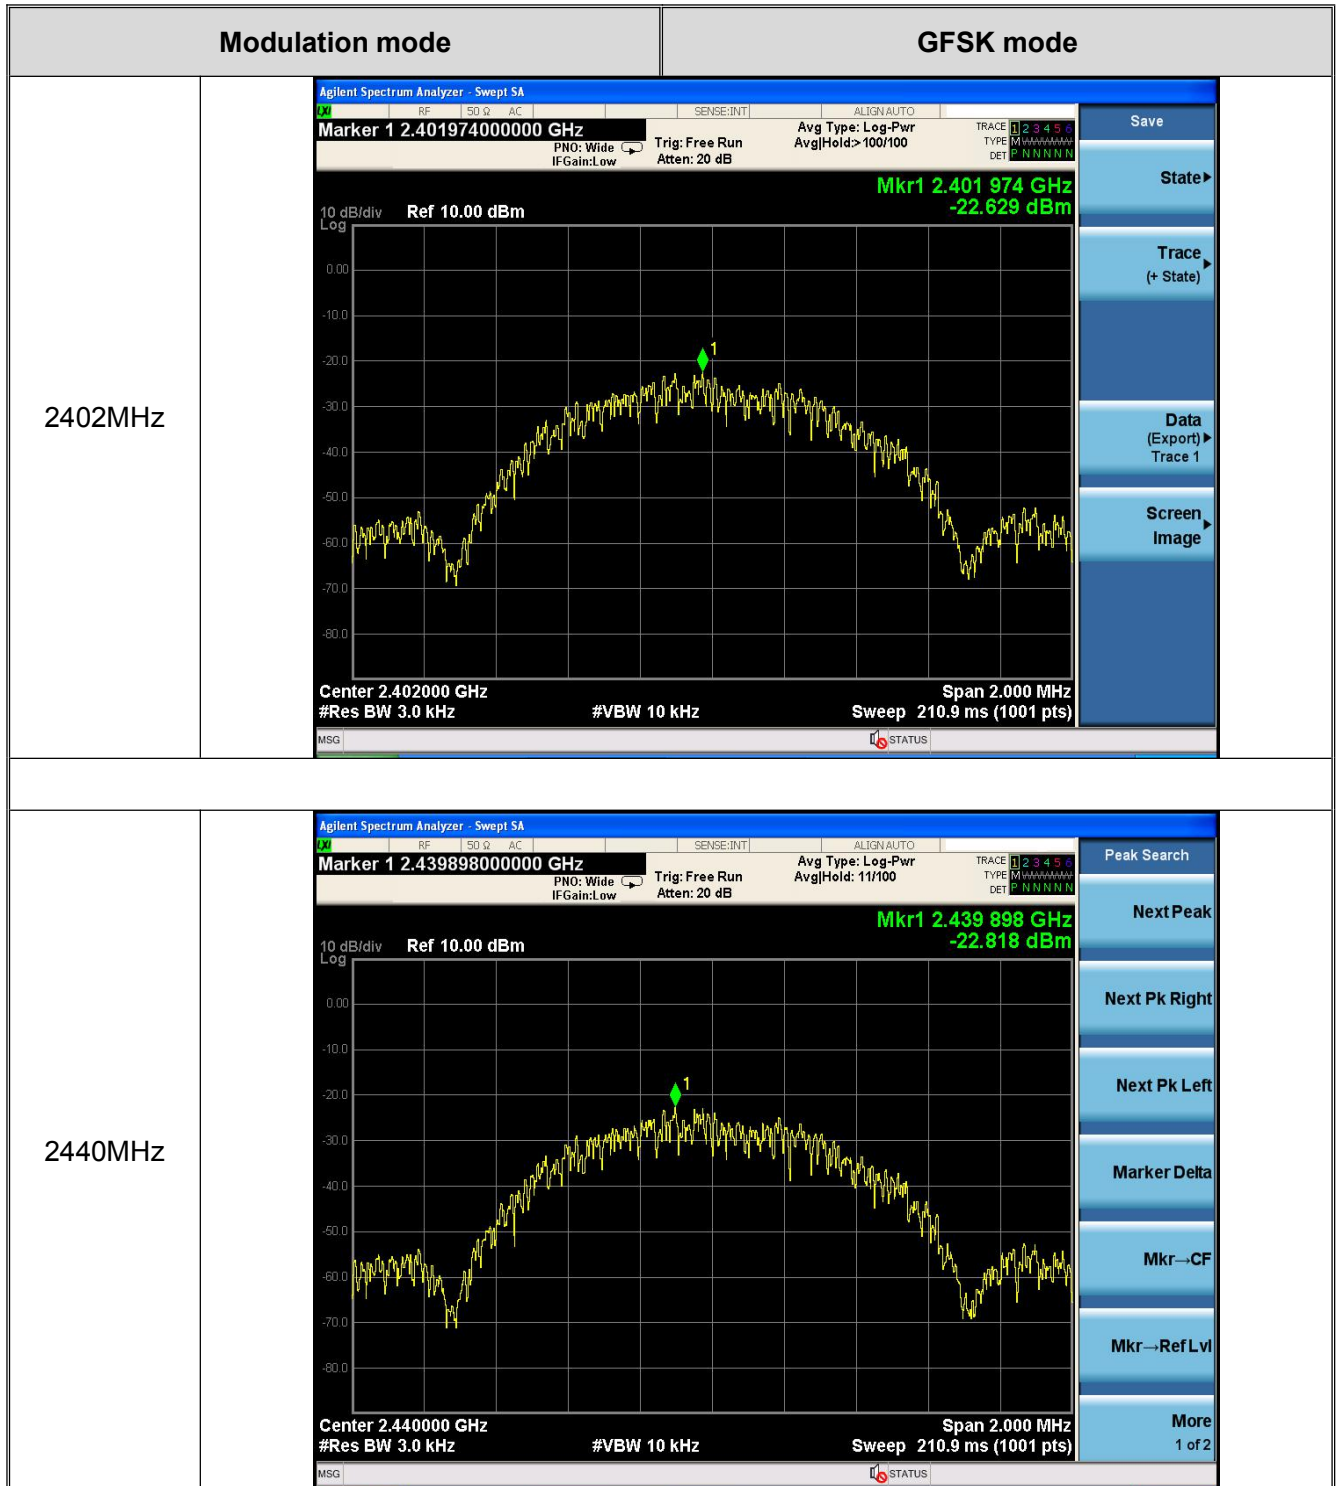 Modulation mode GFSK mode
2402MHz
Agilent Spectrum Analyzer - Swept SA
LXI RF 50 Ω AC SENSE:INT ALIGN AUTO
Marker 1 2.401974000000 GHz
PNO: Wide
IFGain:Low
Trig: Free Run
Atten: 20 dB
Avg Type: Log-Pwr
Avg|Hold:>100/100
TRACE 1 2 3 4 5 6
TYPE M
DET P N N N N N
Mkr1 2.401 974 GHz
-22.629 dBm
10 dB/div Ref 10.00 dBm
Log
0.00
-10.0
-20.0
-30.0
-40.0
-50.0
-60.0
-70.0
-80.0
1
Center 2.402000 GHz Span 2.000 MHz
#Res BW 3.0 kHz #VBW 10 kHz Sweep 210.9 ms (1001 pts)
MSG STATUS
Save
State
Trace
(+ State)
Data
(Export)
Trace 1
Screen
Image
2440MHz
Agilent Spectrum Analyzer - Swept SA
LXI RF 50 Ω AC SENSE:INT ALIGN AUTO
Marker 1 2.439898000000 GHz
PNO: Wide
IFGain:Low
Trig: Free Run
Atten: 20 dB
Avg Type: Log-Pwr
Avg|Hold: 11/100
TRACE 1 2 3 4 5 6
TYPE M
DET P N N N N N
Mkr1 2.439 898 GHz
-22.818 dBm
10 dB/div Ref 10.00 dBm
Log
0.00
-10.0
-20.0
-30.0
-40.0
-50.0
-60.0
-70.0
-80.0
1
Center 2.440000 GHz Span 2.000 MHz
#Res BW 3.0 kHz #VBW 10 kHz Sweep 210.9 ms (1001 pts)
MSG STATUS
Peak Search
Next Peak
Next Pk Right
Next Pk Left
Marker Delta
Mkr→CF
Mkr→Ref Lvl
More
1 of 2